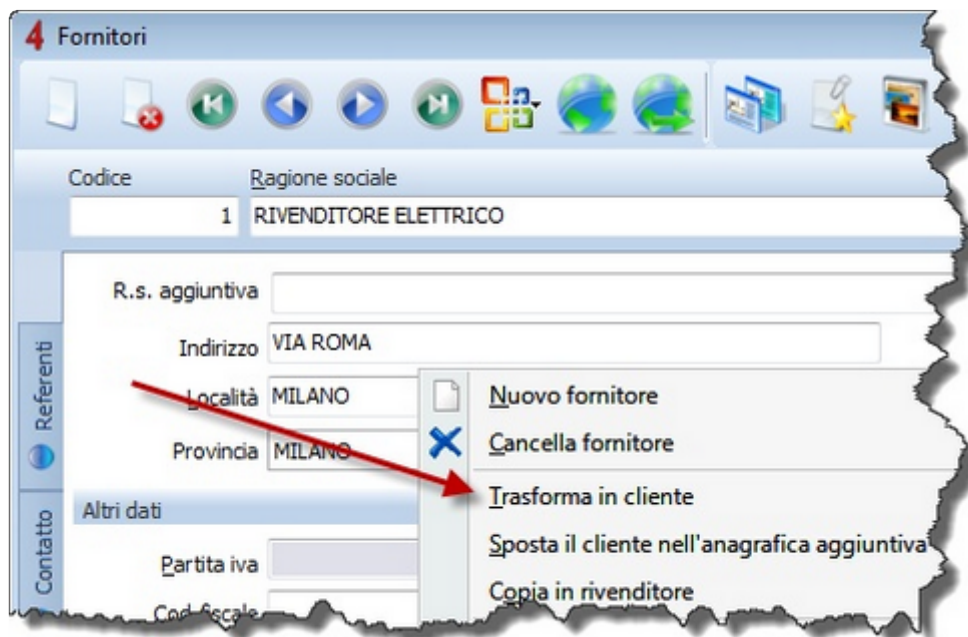 4 Fornitori
Codice Ragione sociale
1 RIVENDITORE ELETTRICO
R.s. aggiuntiva
Indirizzo VIA ROMA
Località MILANO
Provincia MILANO
Altri dati
Partita iva
Cod. fiscale
Referenti
Contatto
Nuovo fornitore
Cancella fornitore
Trasforma in cliente
Sposta il cliente nell'anagrafica aggiuntiva
Copia in rivenditore